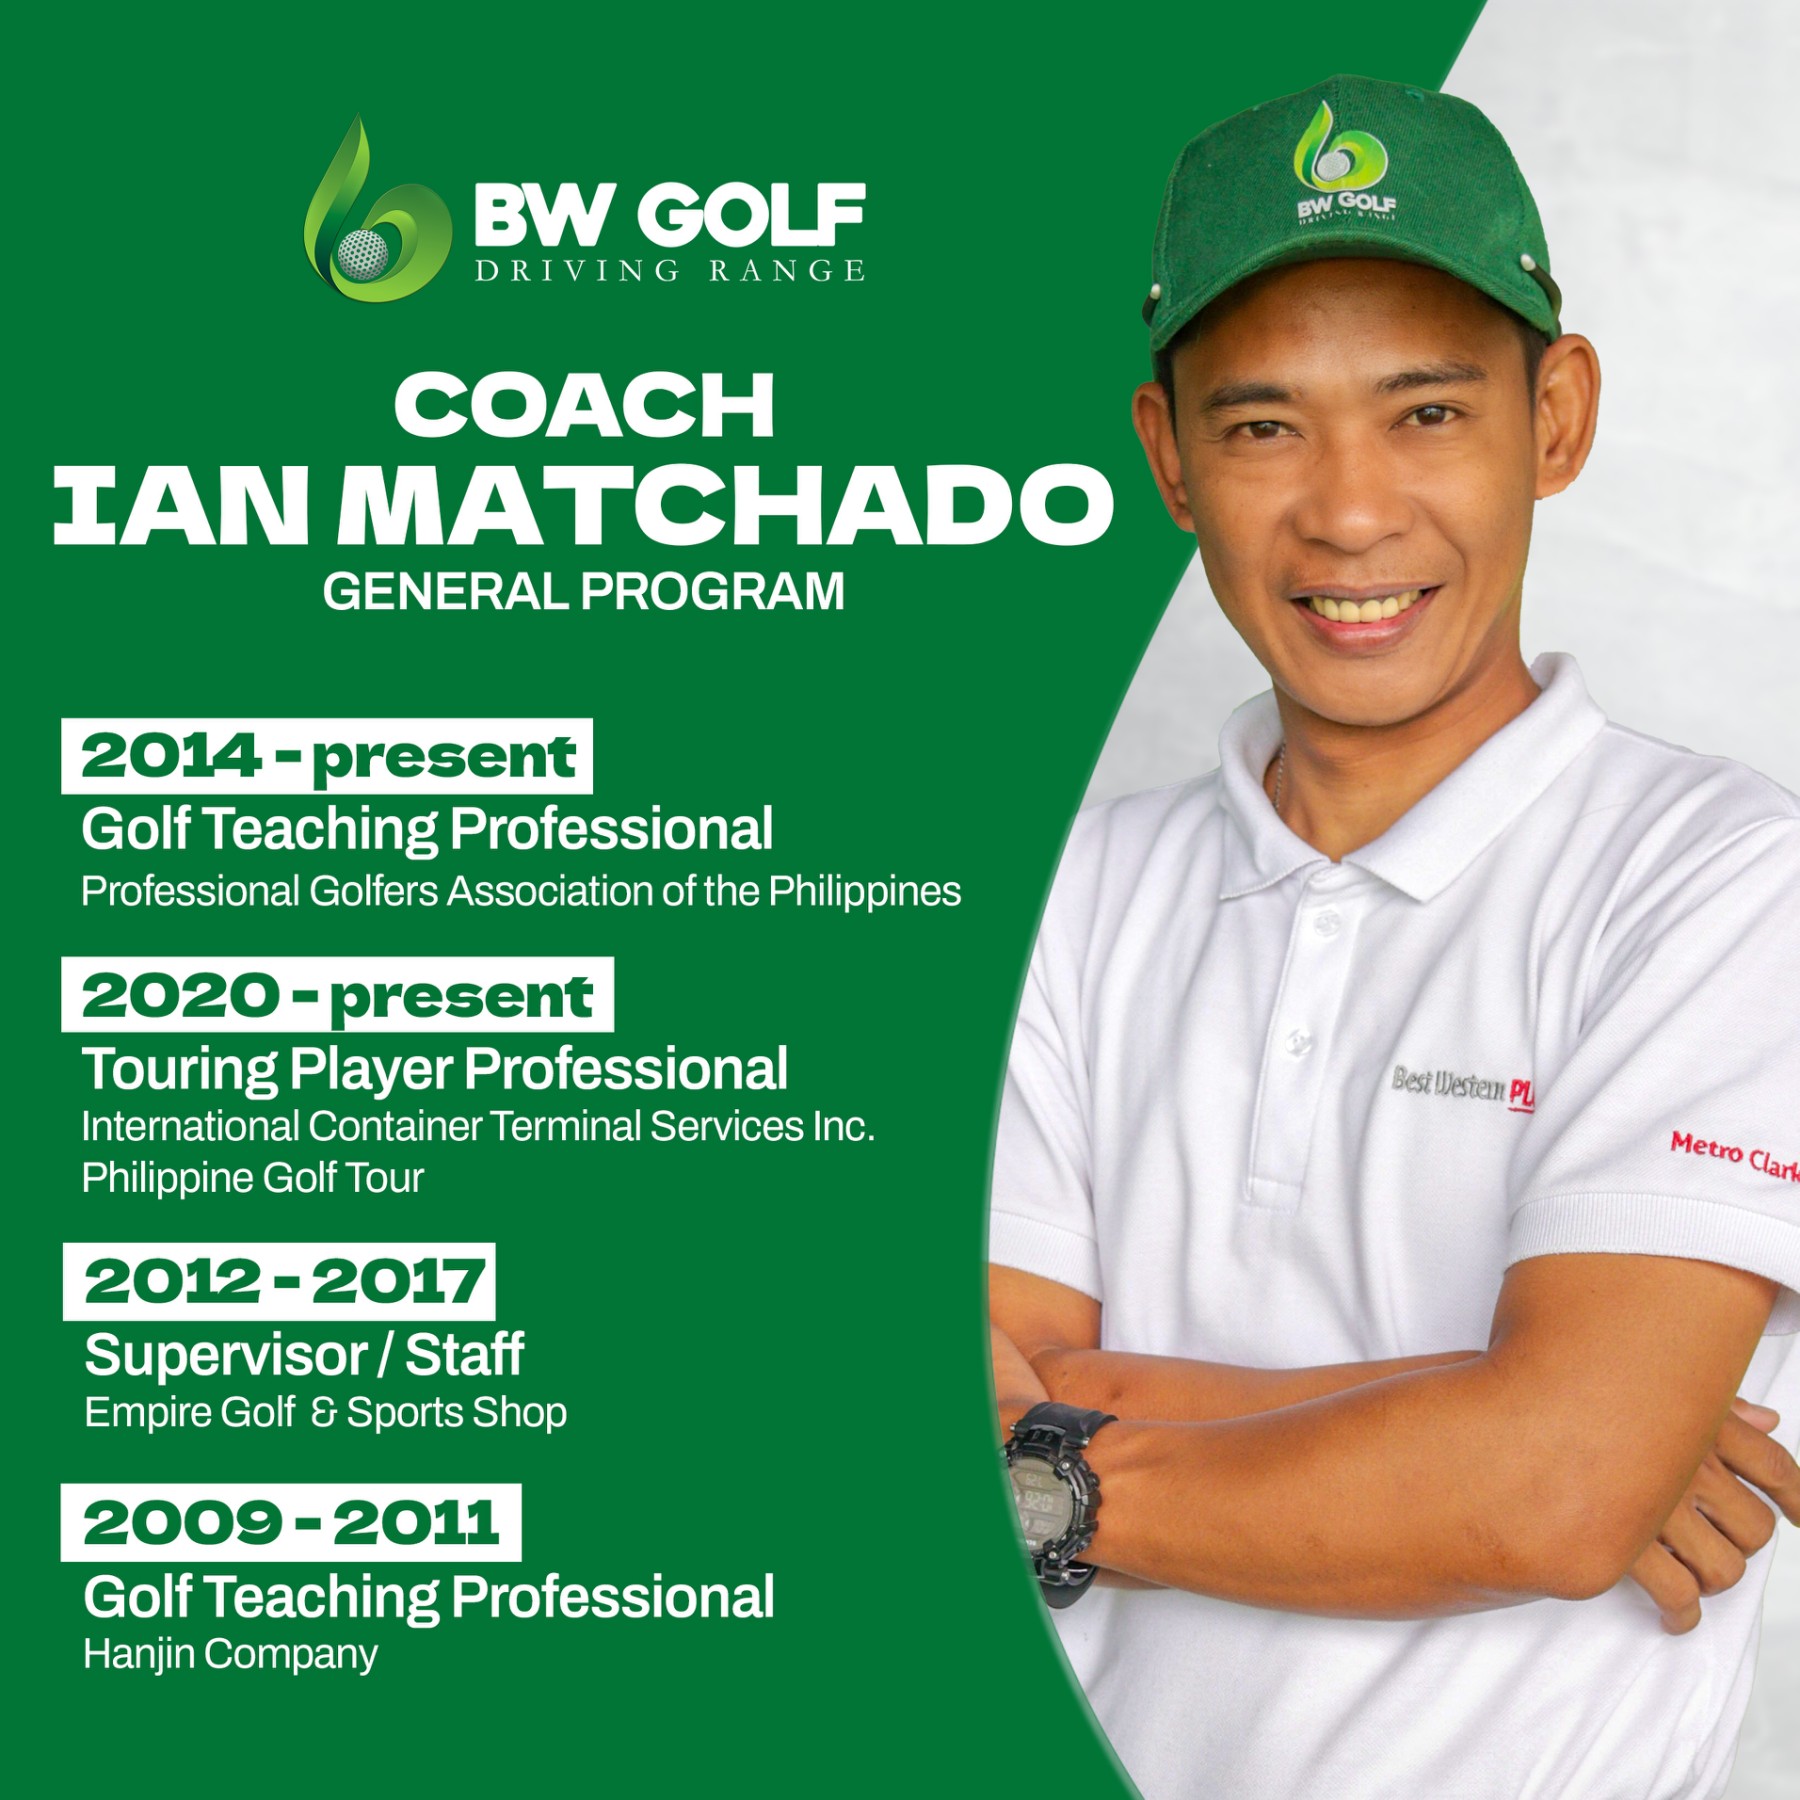 BW GOLF
DRIVING RANGE
COACH
IAN MATCHADO
GENERAL PROGRAM
2014 - present
Golf Teaching Professional
Professional Golfers Association of the Philippines
2020 - present
Touring Player Professional
International Container Terminal Services Inc.
Philippine Golf Tour
2012 - 2017
Supervisor / Staff
Empire Golf & Sports Shop
2009 - 2011
Golf Teaching Professional
Hanjin Company
BW GOLF
DRIVING RANGE
Best Western
Metro Clark